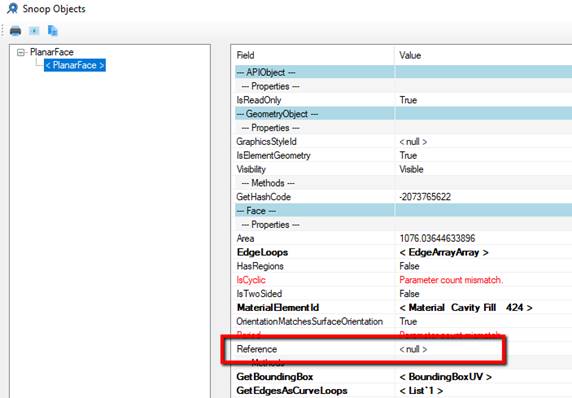 Snoop Objects
PlanarFace
< PlanarFace >
Field Value
--- APIObject ---
--- Properties ---
IsReadOnly True
--- GeometryObject ---
--- Properties ---
GraphicsStyleId < null >
IsElementGeometry True
Visibility Visible
--- Methods ---
GetHashCode -2073765622
--- Face ---
--- Properties ---
Area 1076.03644633896
EdgeLoops < EdgeArrayArray >
HasRegions False
IsCyclic Parameter count mismatch.
IsTwoSided False
MaterialElementId < Material Cavity Fill 424 >
OrientationMatchesSurfaceOrientation True
Period Parameter count mismatch.
Reference < null >
--- Methods ---
GetBoundingBox < BoundingBoxUV >
GetEdgesAsCurveLoops < List`1 >